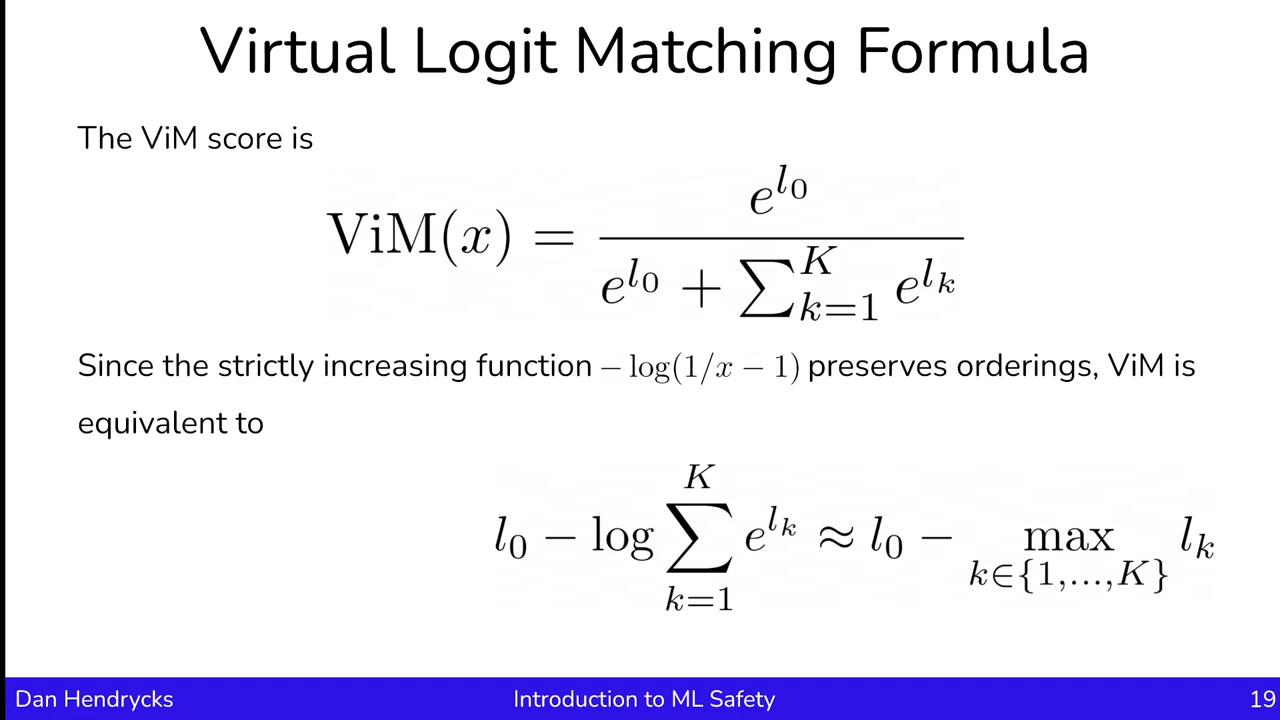 Virtual Logit Matching Formula
The ViM score is
ViM(x) = \frac{e^{l_0}}{e^{l_0} + \sum_{k=1}^{K} e^{l_k}}
Since the strictly increasing function − log(1/x − 1) preserves orderings, ViM is
equivalent to
l_0 − log \sum_{k=1}^{K} e^{l_k} ≈ l_0 − \max_{k∈\{1,...,K\}} l_k
Dan Hendrycks Introduction to ML Safety 19